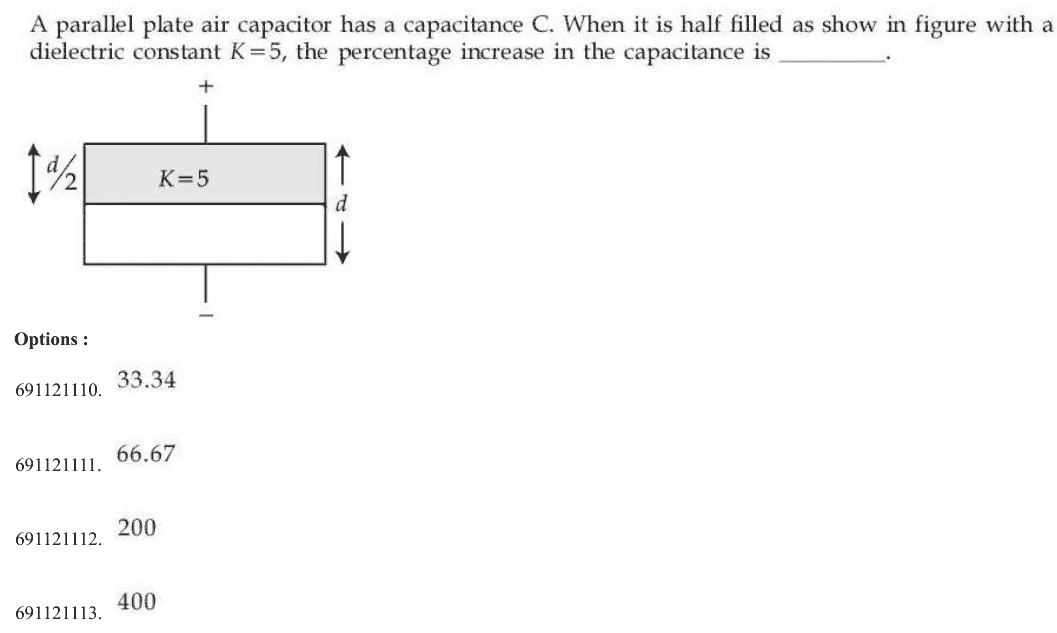 A parallel plate air capacitor has a capacitance C. When it is half filled as show in figure with a
dielectric constant K=5, the percentage increase in the capacitance is __________.
+
d/2
K=5
d
−
Options :
691121110. 33.34
691121111. 66.67
691121112. 200
691121113. 400